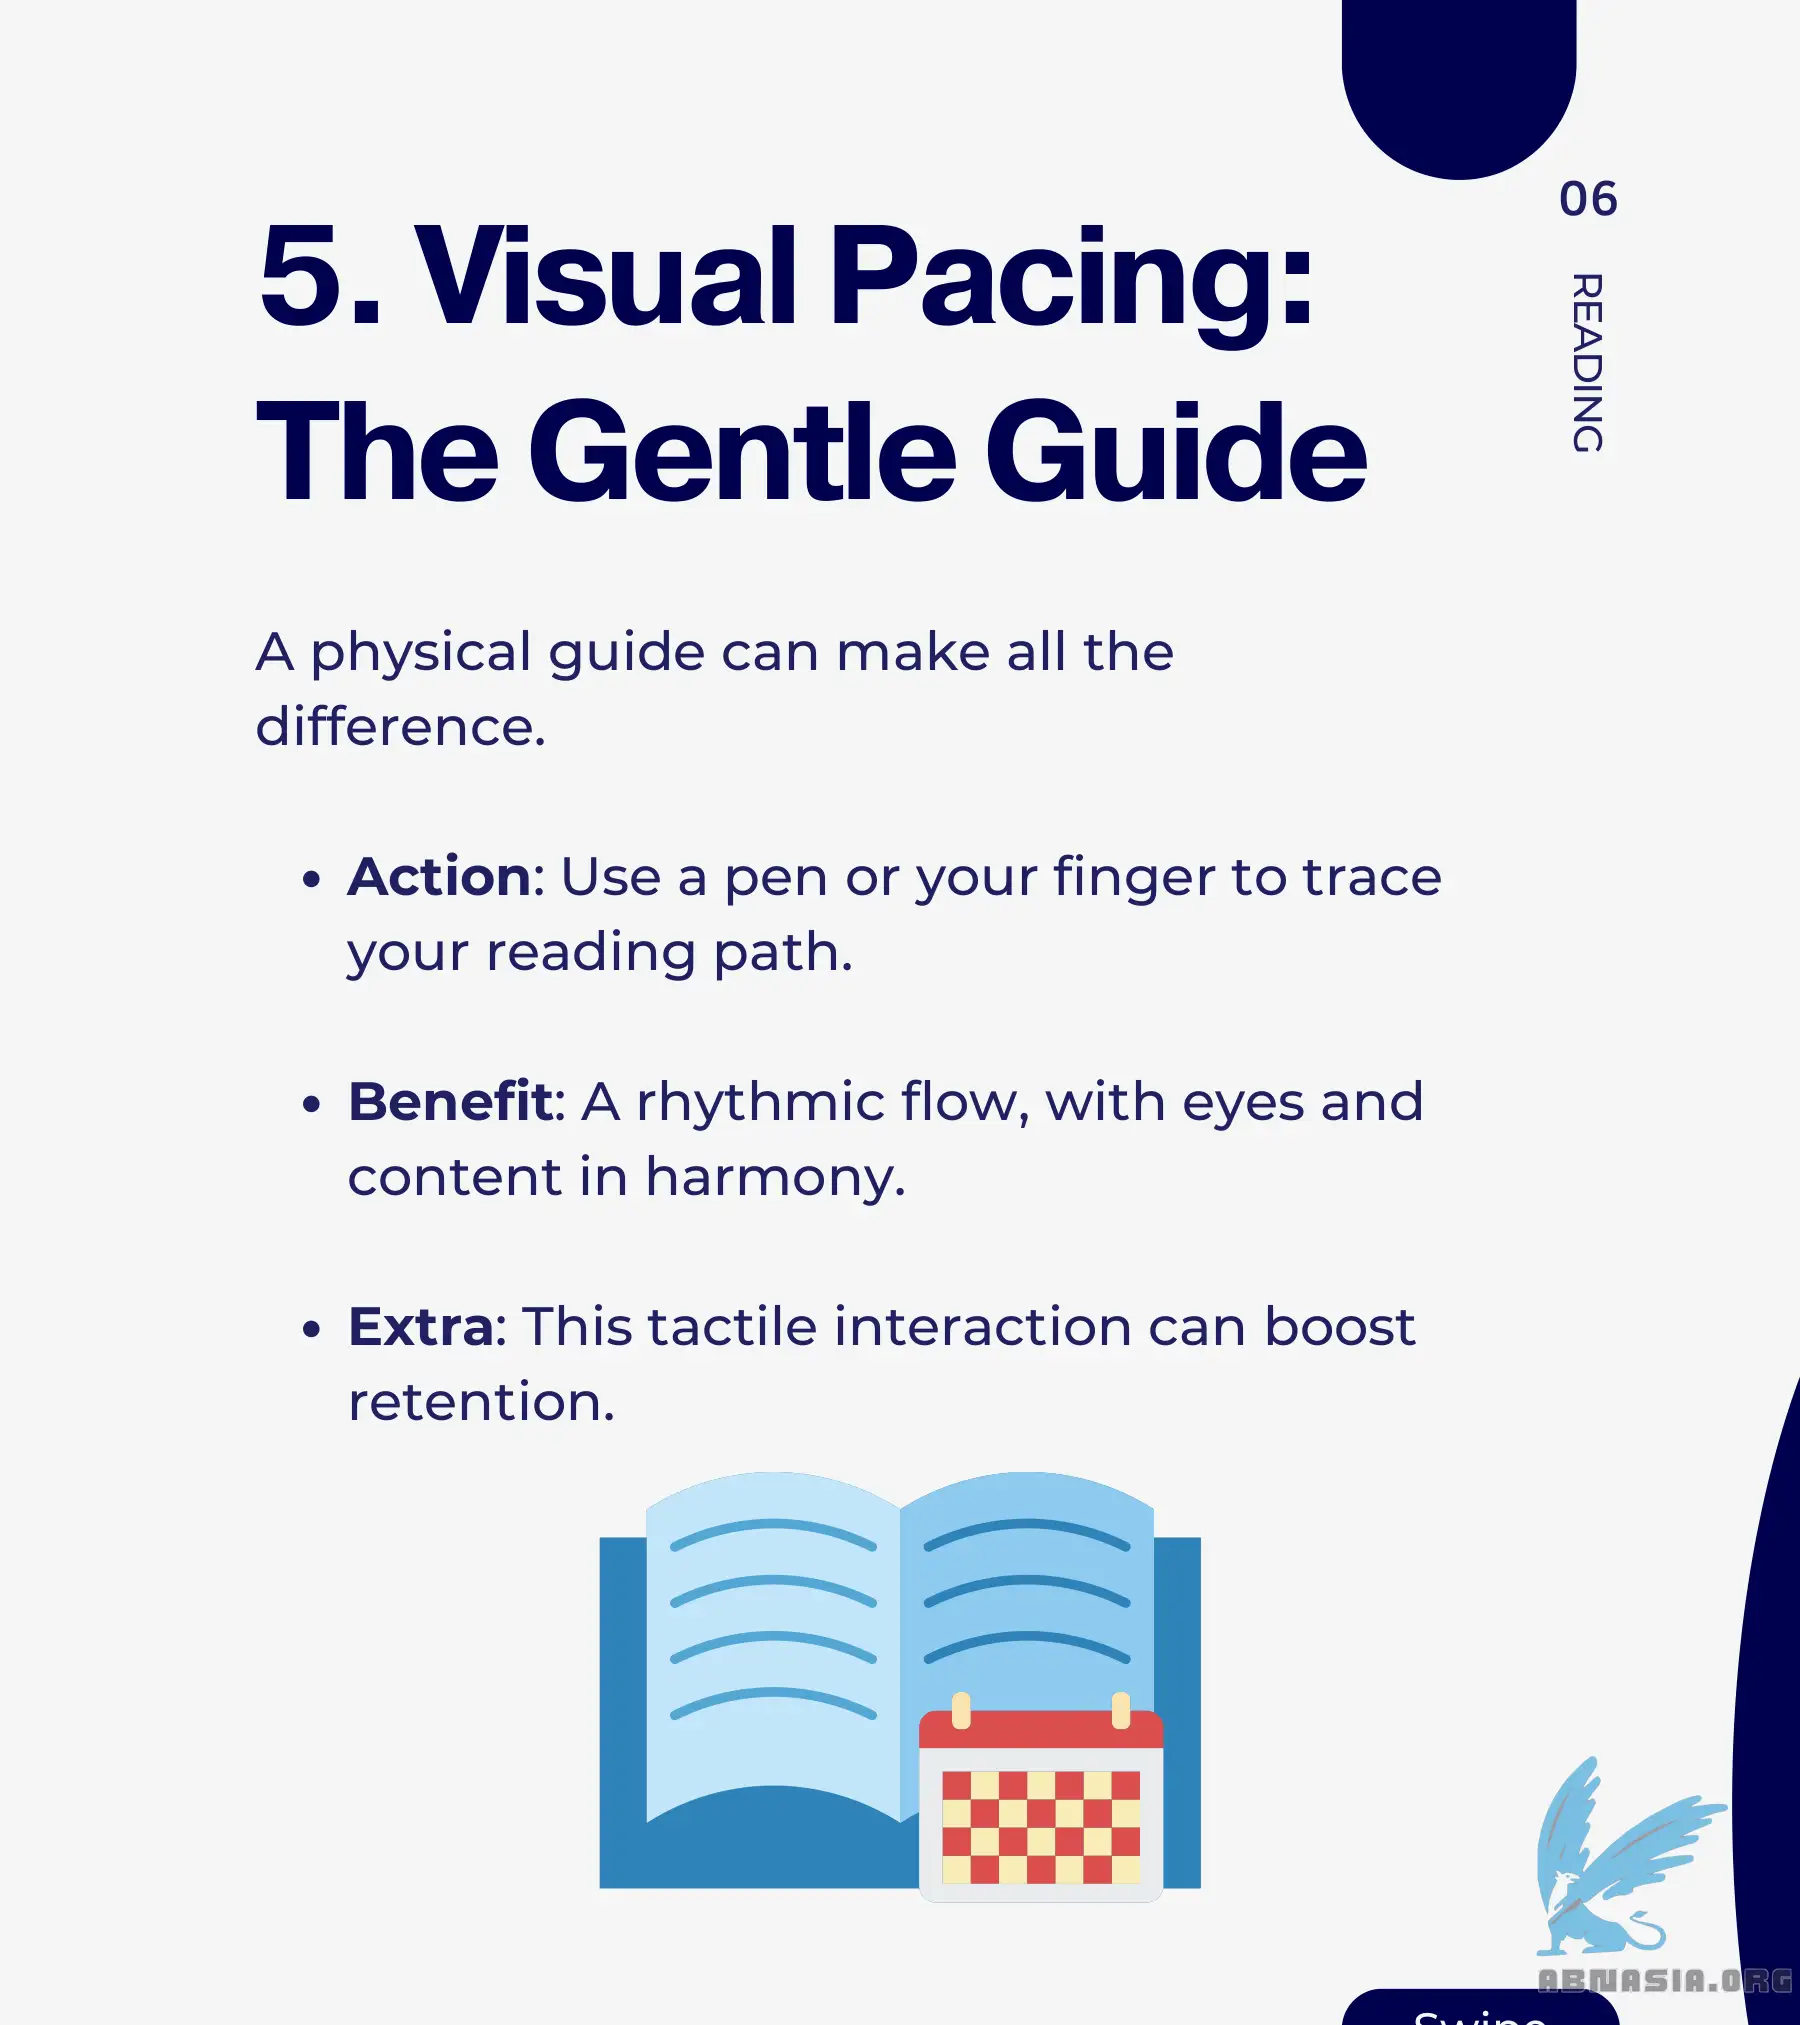 06
READING
5. Visual Pacing:
The Gentle Guide
A physical guide can make all the
difference.
• Action: Use a pen or your finger to trace
your reading path.
• Benefit: A rhythmic flow, with eyes and
content in harmony.
• Extra: This tactile interaction can boost
retention.
ABNASIA.ORG
Swipe